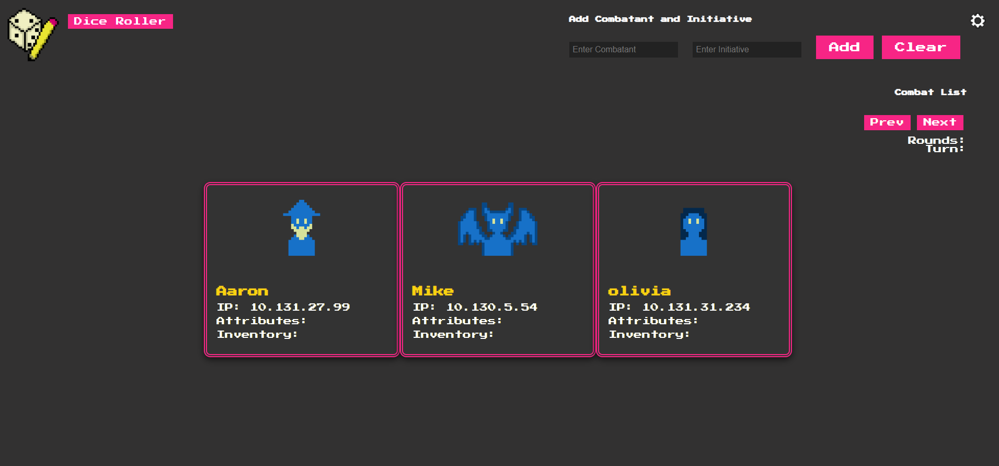 Dice Roller
Add Combatant and Initiative
Enter Combatant
Enter Initiative
Add
Clear
Combat List
Prev
Next
Rounds:
Turn:
Aaron
IP: 10.131.27.99
Attributes:
Inventory:
Mike
IP: 10.130.5.54
Attributes:
Inventory:
olivia
IP: 10.131.31.234
Attributes:
Inventory: